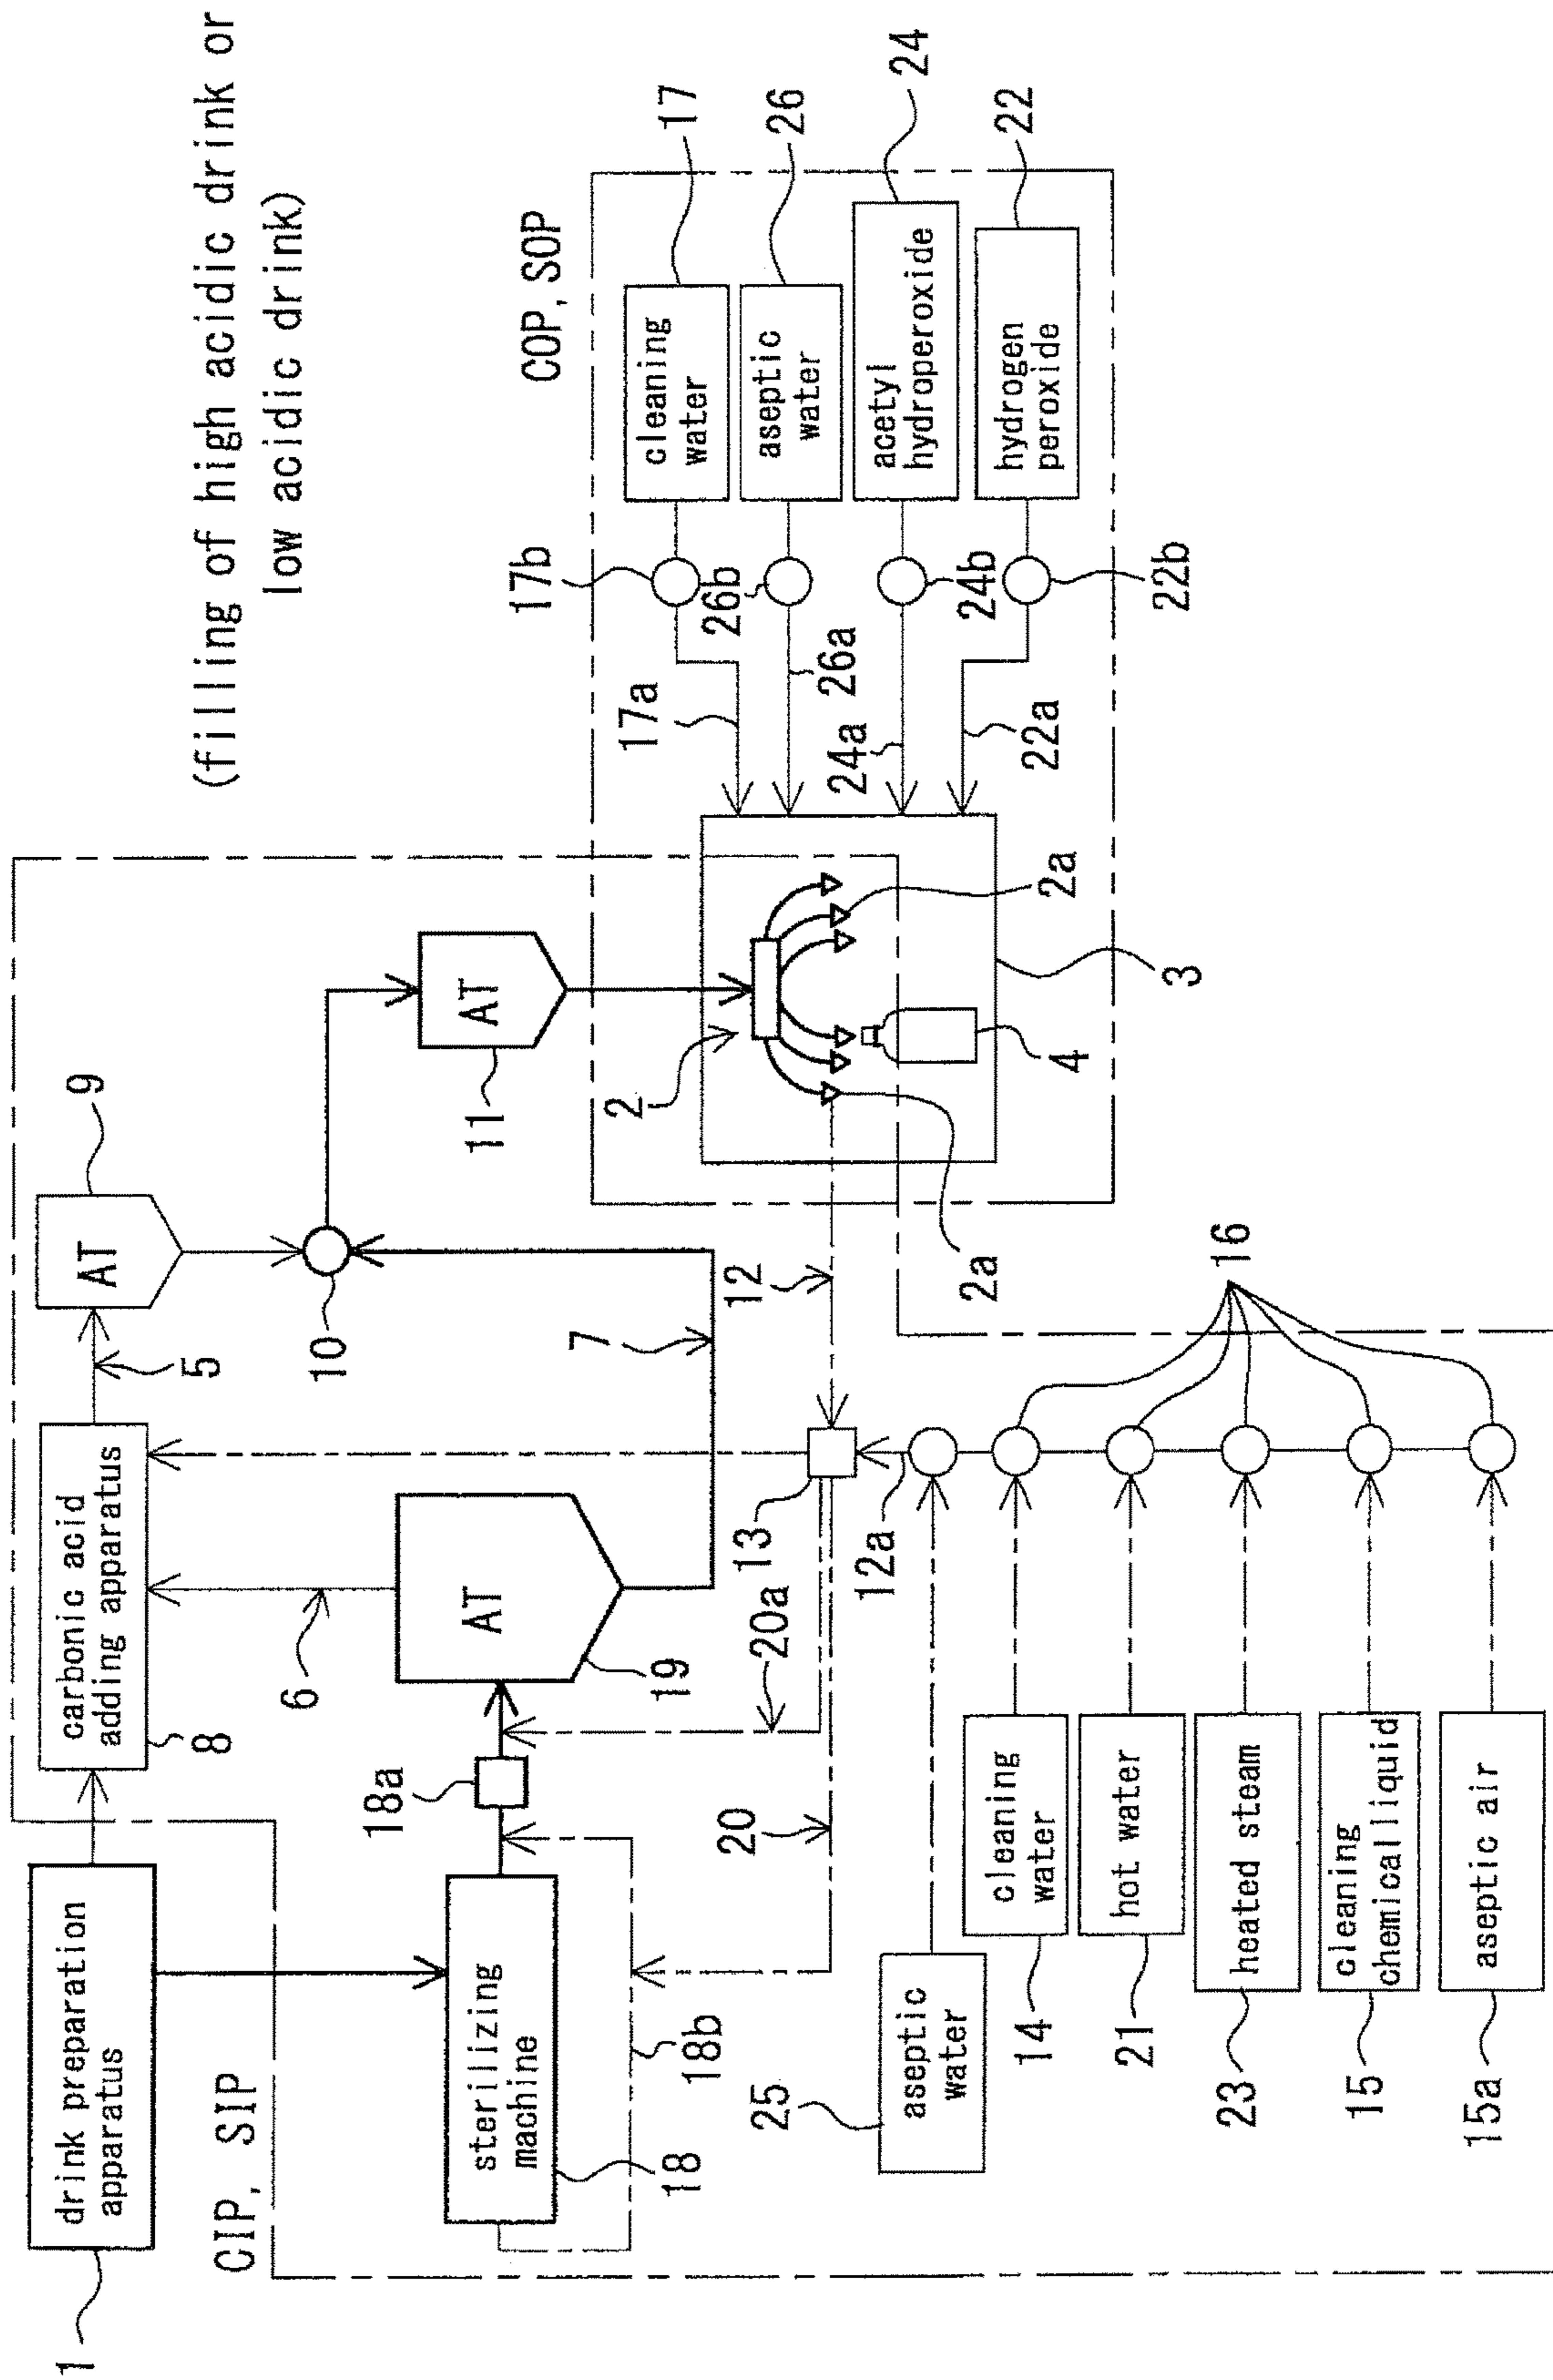 (filling of high acidic drink or
low acidic drink)
1
drink preparation
apparatus
CIP, SIP
8
carbonic acid
adding apparatus
5
9
AT
10
6
7
18
sterilizing
machine
18a
18b
19
AT
20a
20
11
AT
13
12
12a
2
2a
2a
3
4
COP, SOP
17a
17b
cleaning
water
17
26a
26b
aseptic
water
26
24a
24b
acetyl
hydroperoxide
24
22a
22b
hydrogen
peroxide
22
16
25
aseptic
water
14
cleaning
water
21
hot water
23
heated steam
15
cleaning
chemical liquid
15a
aseptic air